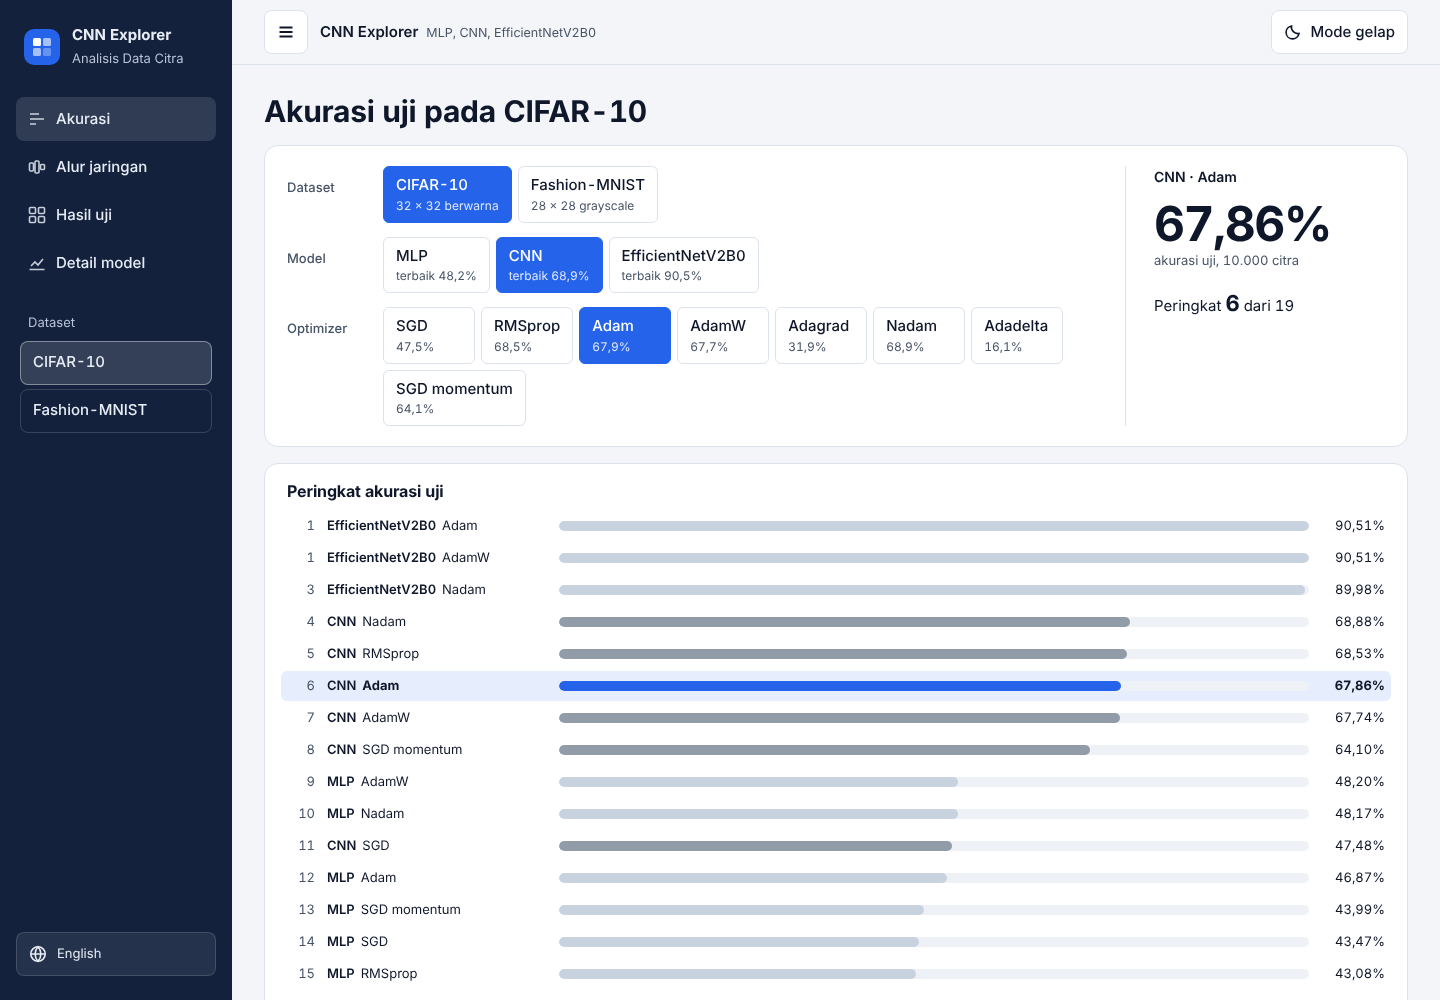 CNN Explorer
Analisis Data Citra
Akurasi
Alur jaringan
Hasil uji
Detail model
Dataset
CIFAR-10
Fashion-MNIST
English
CNN Explorer MLP, CNN, EfficientNetV2B0
Mode gelap
Akurasi uji pada CIFAR-10
Dataset
CIFAR-10
32 × 32 berwarna
Fashion-MNIST
28 × 28 grayscale
Model
MLP
terbaik 48,2%
CNN
terbaik 68,9%
EfficientNetV2B0
terbaik 90,5%
Optimizer
SGD
47,5%
RMSprop
68,5%
Adam
67,9%
AdamW
67,7%
Adagrad
31,9%
Nadam
68,9%
Adadelta
16,1%
SGD momentum
64,1%
CNN · Adam
67,86%
akurasi uji, 10.000 citra
Peringkat 6 dari 19
Peringkat akurasi uji
1 EfficientNetV2B0 Adam 90,51%
1 EfficientNetV2B0 AdamW 90,51%
3 EfficientNetV2B0 Nadam 89,98%
4 CNN Nadam 68,88%
5 CNN RMSprop 68,53%
6 CNN Adam 67,86%
7 CNN AdamW 67,74%
8 CNN SGD momentum 64,10%
9 MLP AdamW 48,20%
10 MLP Nadam 48,17%
11 CNN SGD 47,48%
12 MLP Adam 46,87%
13 MLP SGD momentum 43,99%
14 MLP SGD 43,47%
15 MLP RMSprop 43,08%